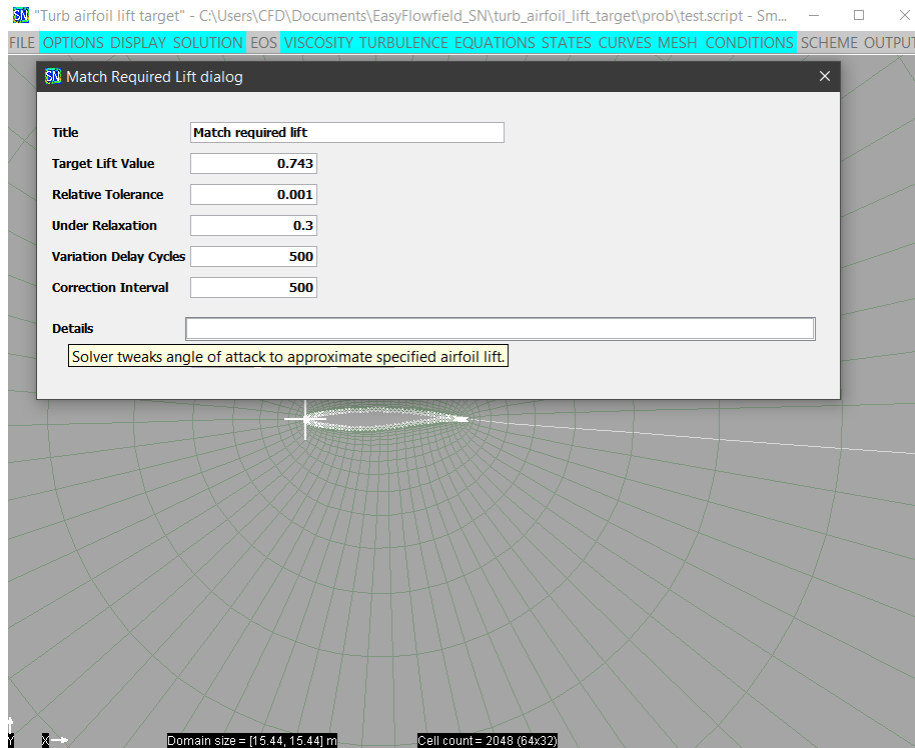 SN "Turb airfoil lift target" - C:\Users\CFD\Documents\EasyFlowfield_SN\turb_airfoil_lift_target\prob\test.script - Sm...
FILE OPTIONS DISPLAY SOLUTION EOS VISCOSITY TURBULENCE EQUATIONS STATES CURVES MESH CONDITIONS SCHEME OUTPUT
SN Match Required Lift dialog
Title Match required lift
Target Lift Value 0.743
Relative Tolerance 0.001
Under Relaxation 0.3
Variation Delay Cycles 500
Correction Interval 500
Details
Solver tweaks angle of attack to approximate specified airfoil lift.
Y X Domain size = [15.44, 15.44] m Cell count = 2048 (64x32)